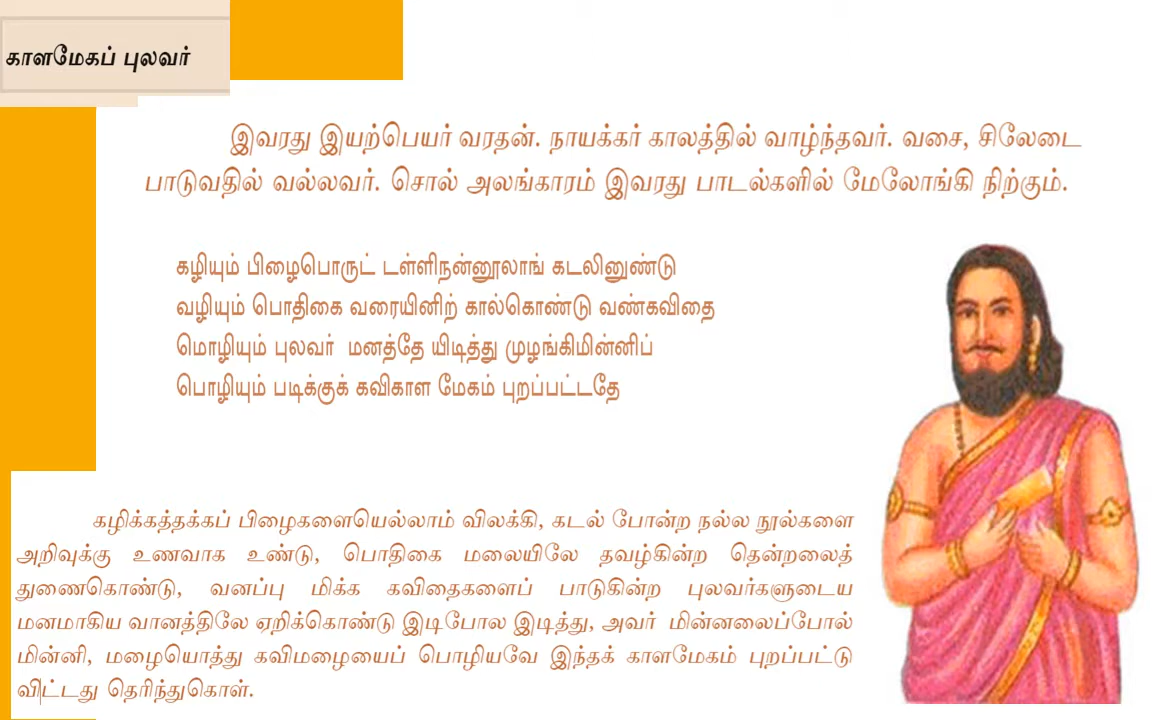 காளமேகப் புலவர்
இவரது இயற்பெயர் வரதன். நாயக்கர் காலத்தில் வாழ்ந்தவர். வசை, சிலேடை
பாடுவதில் வல்லவர். சொல் அலங்காரம் இவரது பாடல்களில் மேலோங்கி நிற்கும்.
கழியும் பிழைபொருட் டள்ளிநன்னூலாங் கடலினுண்டு
வழியும் பொதிகை வரையினிற் கால்கொண்டு வண்கவிதை
மொழியும் புலவர் மனத்தே யிடித்து முழங்கிமின்னிப்
பொழியும் படிக்குக் கவிகாள மேகம் புறப்பட்டதே
கழிக்கத்தக்கப் பிழைகளையெல்லாம் விலக்கி, கடல் போன்ற நல்ல நூல்களை
அறிவுக்கு உணவாக உண்டு, பொதிகை மலையிலே தவழ்கின்ற தென்றலைத்
துணைகொண்டு, வனப்பு மிக்க கவிதைகளைப் பாடுகின்ற புலவர்களுடைய
மனமாகிய வானத்திலே ஏறிக்கொண்டு இடிபோல இடித்து, அவர் மின்னலைப்போல்
மின்னி, மழையொத்து கவிமழையைப் பொழியவே இந்தக் காளமேகம் புறப்பட்டு
விட்டது தெரிந்துகொள்.